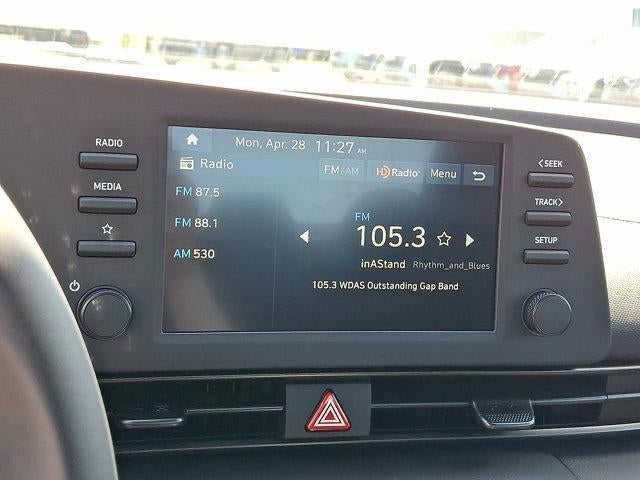 RADIO
MEDIA
Mon, Apr. 28 11:27 AM
Radio
FM/AM
HD Radio
Menu
FM 87.5
FM 88.1
AM 530
FM
105.3
inAStand Rhythm_and_Blues
105.3 WDAS Outstanding Gap Band
<SEEK
TRACK>
SETUP